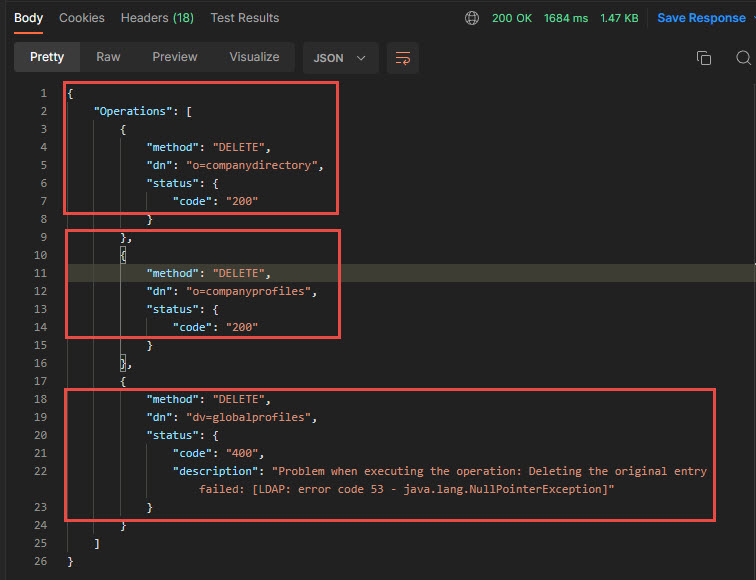 Body Cookies Headers (18) Test Results 200 OK 1684 ms 1.47 KB Save Response
Pretty Raw Preview Visualize JSON
1 {
2 "Operations": [
3 {
4 "method": "DELETE",
5 "dn": "o=companydirectory",
6 "status": {
7 "code": "200"
8 }
9 },
10 {
11 "method": "DELETE",
12 "dn": "o=companyprofiles",
13 "status": {
14 "code": "200"
15 }
16 },
17 {
18 "method": "DELETE",
19 "dn": "dv=globalprofiles",
20 "status": {
21 "code": "400",
22 "description": "Problem when executing the operation: Deleting the original entry
failed: [LDAP: error code 53 - java.lang.NullPointerException]"
23 }
24 }
25 ]
26 }